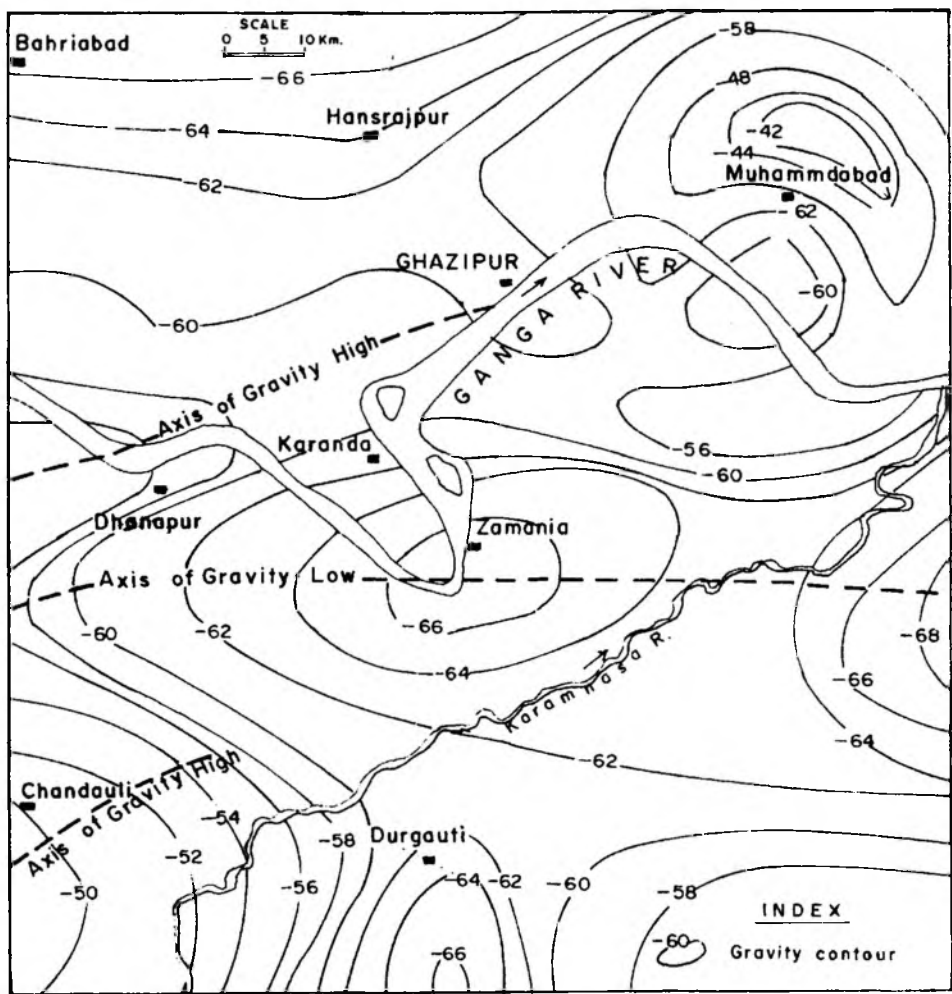 SCALE
0 5 10 Km.
Bahriabad
-66
-58
-48
Hansrajpur
-64
-42
-44
-62
Muhammdabad
-62
GHAZIPUR
-60
-60
GAMGA RIVER
Axis of Gravity High
Karanda
-56
-60
Dhanapur
Zamania
Axis of Gravity Low
-60
-62
-66
-64
-68
-66
-64
Karamnasa R.
-62
Chandauli
Axis of Gravity High
-54
-52
-58
-56
-50
Durgauti
-64
-62
-60
-58
-66
INDEX
-60
Gravity contour